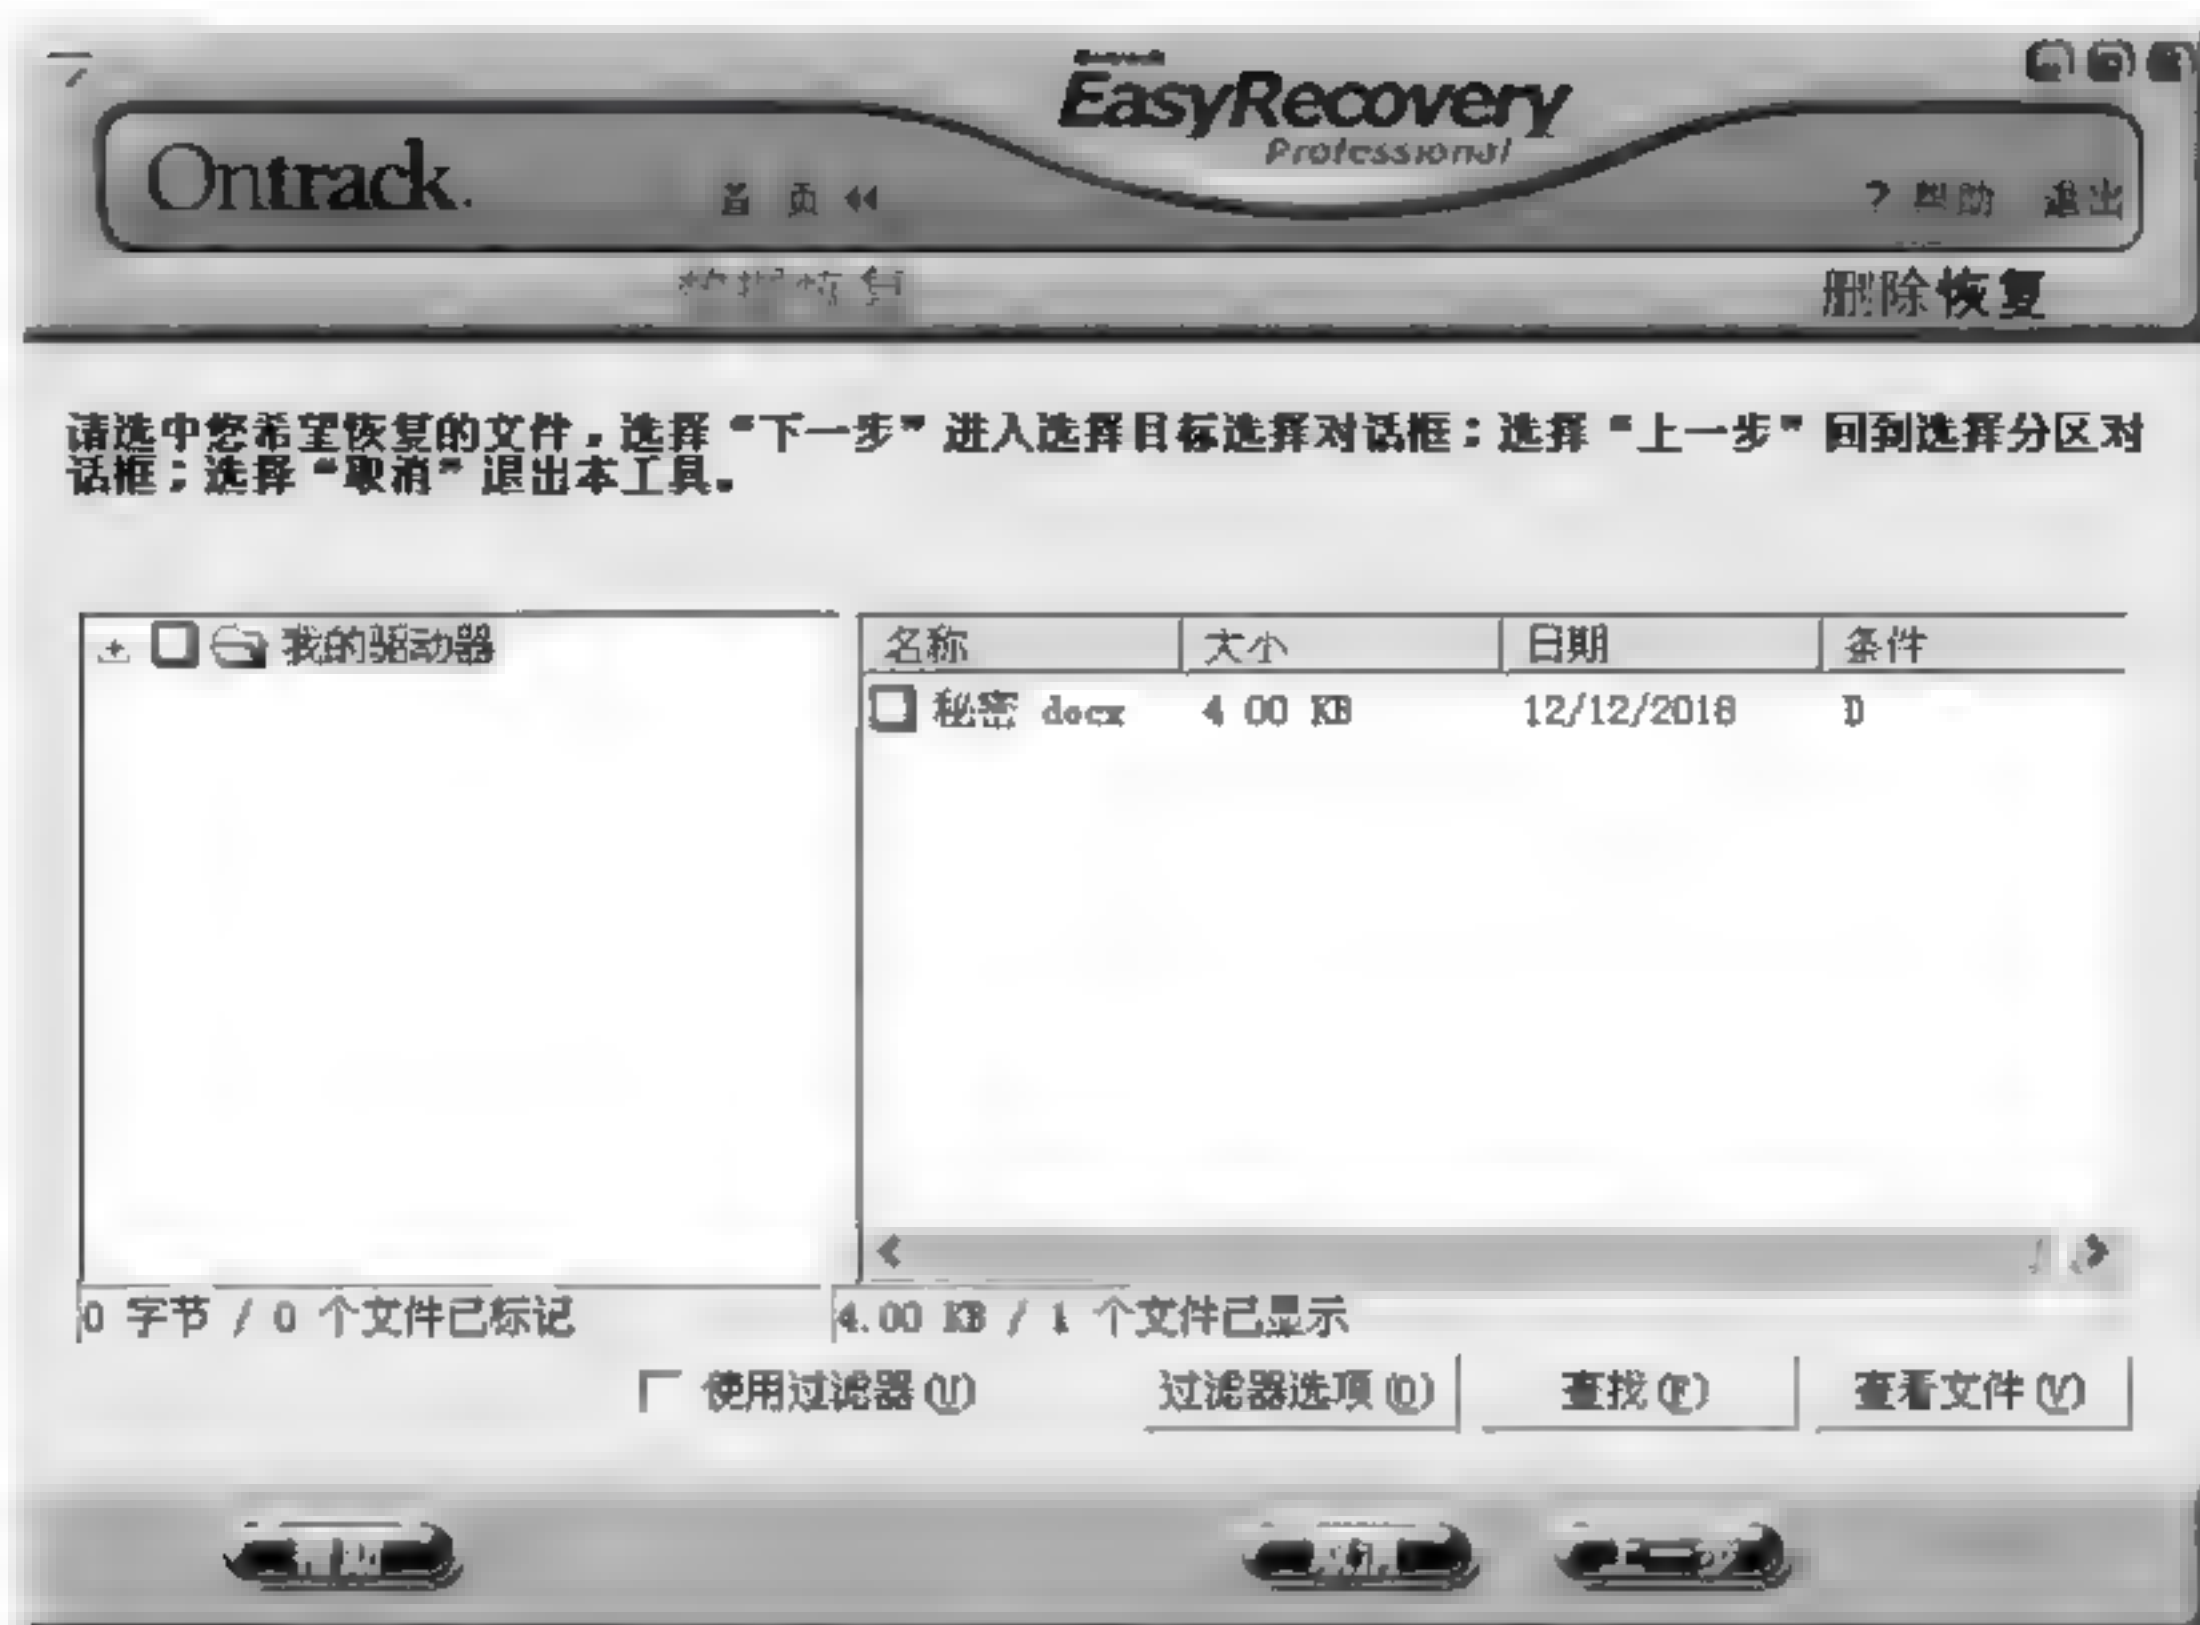 EasyRecovery
Professional
Ontrack.
首 页
? 帮助 退出
删除恢复
请选中您希望恢复的文件，选择“下一步”进入选择目标选择对话框；选择“上一步”回到选择分区对
话框；选择“取消”退出本工具。
我的驱动器
名称 大小 日期 条件
秘密 docx 4 00 KB 12/12/2018 D
0 字节 / 0 个文件已标记 4.00 KB / 1 个文件已显示
使用过滤器(U) 过滤器选项(O) 查找(F) 查看文件(V)